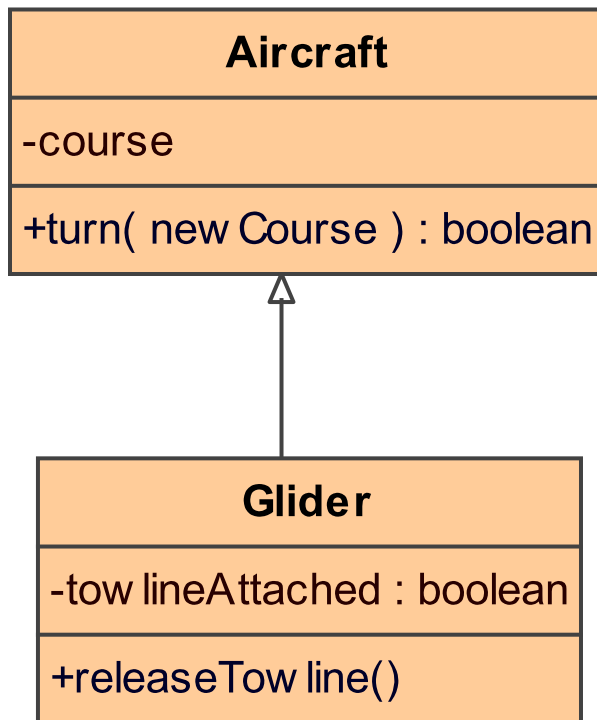 Aircraft
-course
+turn( new Course ) : boolean
Glider
-tow lineAttached : boolean
+releaseTow line()